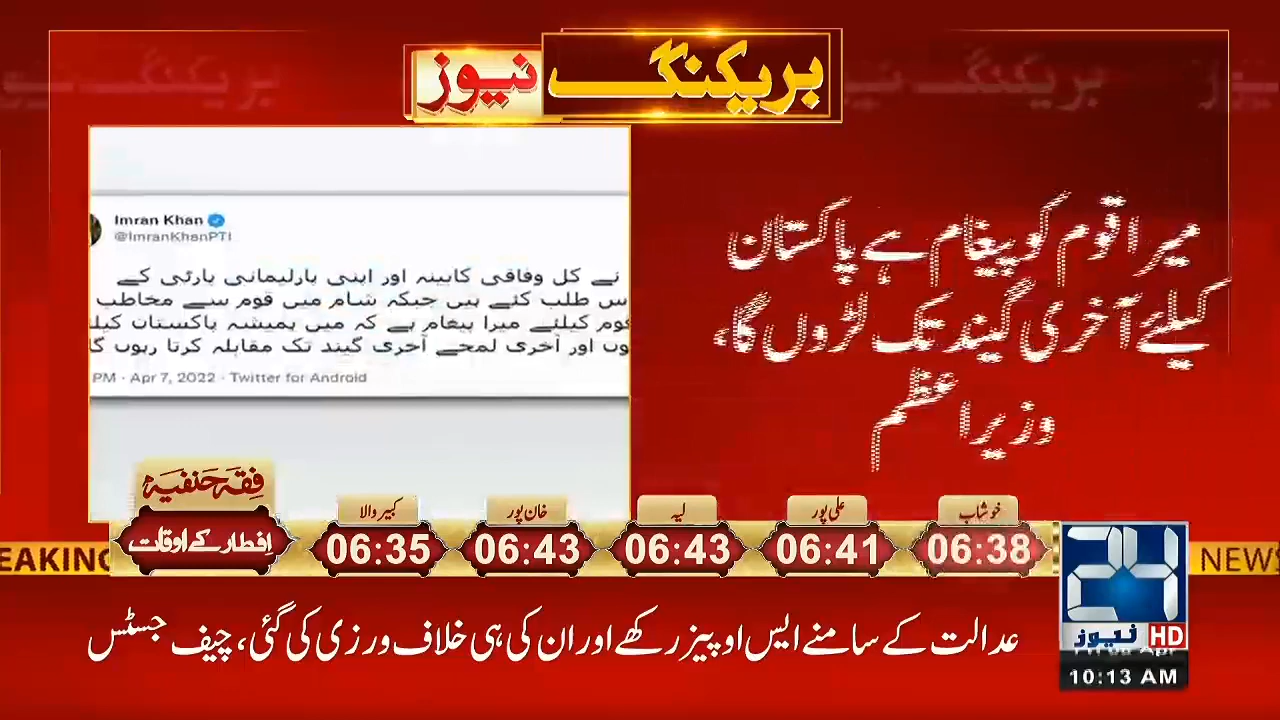 بریکنگ نیوز
Imran Khan
@ImranKhanPTI
نے کل وفاقی کابینہ اور اپنی پارلیمانی پارٹی کے
س طلب کئے ہیں جبکہ شام میں قوم سے مخاطب
قوم کیلئے میرا پیغام ہے کہ میں ہمیشہ پاکستان کیلئے
وں اور آخری لمحے آخری گیند تک مقابلہ کرتا رہوں گا
PM · Apr 7, 2022 · Twitter for Android
میرا قوم کو پیغام ہے پاکستان
کیلئے آخری گیند تک لڑوں گا،
وزیراعظم
فقہ حنفیہ
افطار کے اوقات
کبیر والا
06:35
خان پور
06:43
لیہ
06:43
علی پور
06:41
خوشاب
06:38
EAKING
NEWS
24
نیوز HD
10:13 AM
عدالت کے سامنے ایس او پیز رکھے اور ان کی ہی خلاف ورزی کی گئی، چیف جسٹس